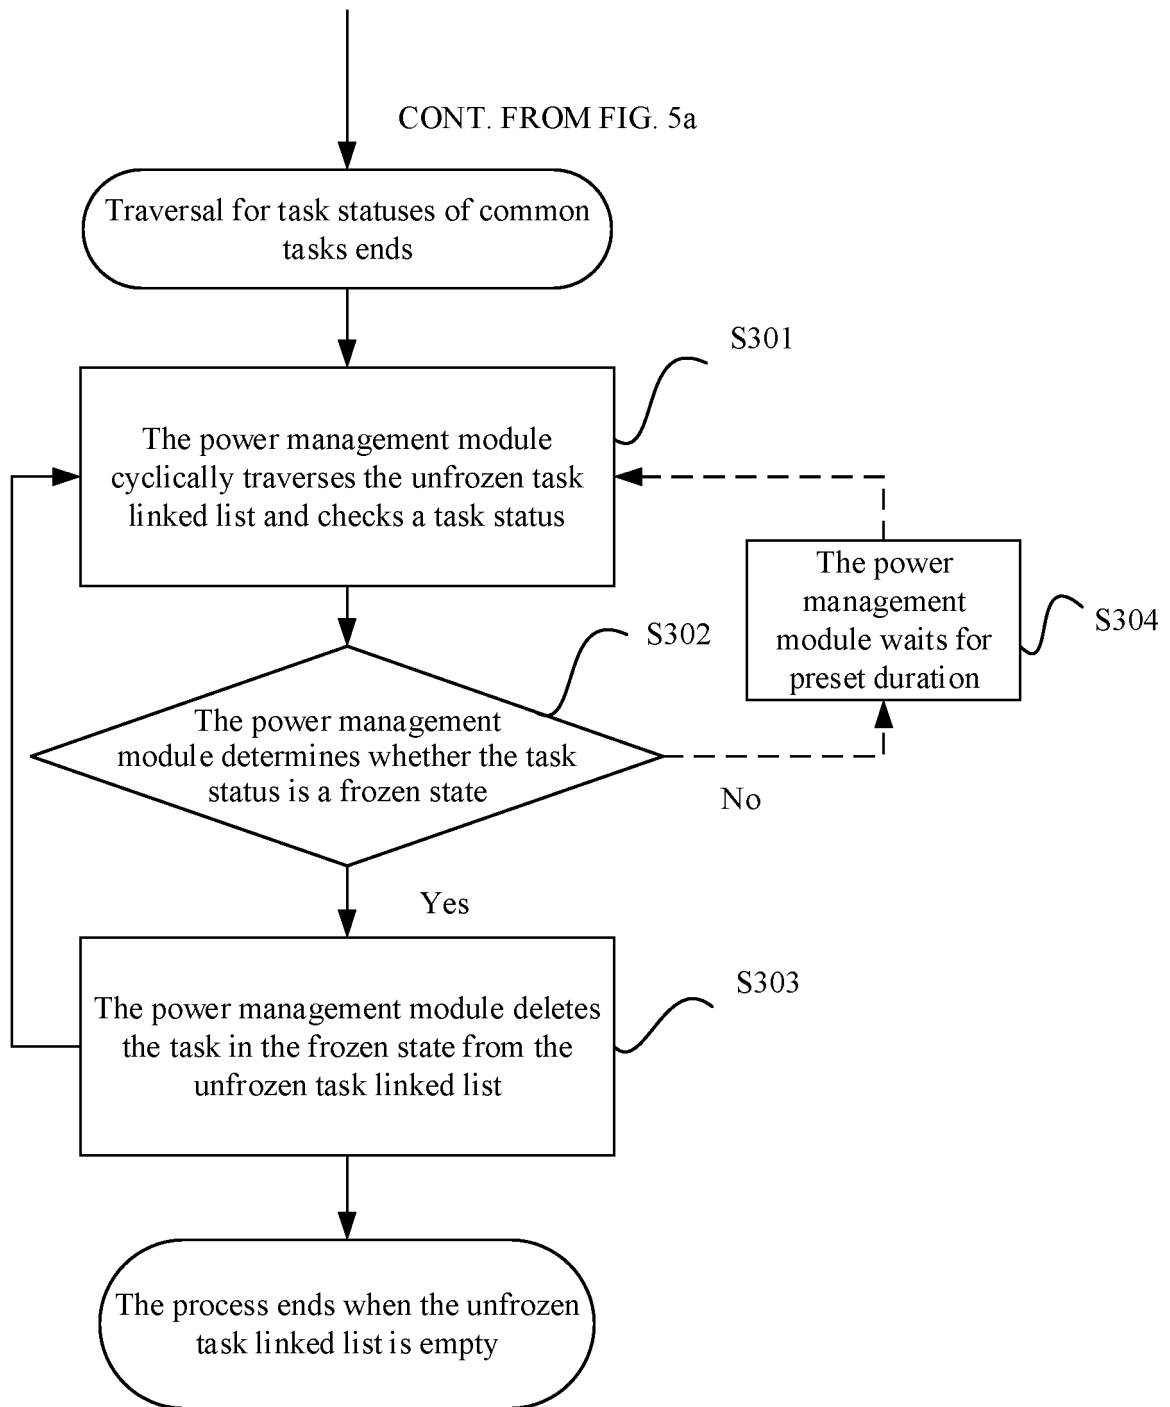 CONT. FROM FIG. 5a
Traversal for task statuses of common
tasks ends
S301
The power management module
cyclically traverses the unfrozen task
linked list and checks a task status
The power
management
module waits for
preset duration
S304
S302
The power management
module determines whether the task
status is a frozen state
No
Yes
S303
The power management module deletes
the task in the frozen state from the
unfrozen task linked list
The process ends when the unfrozen
task linked list is empty